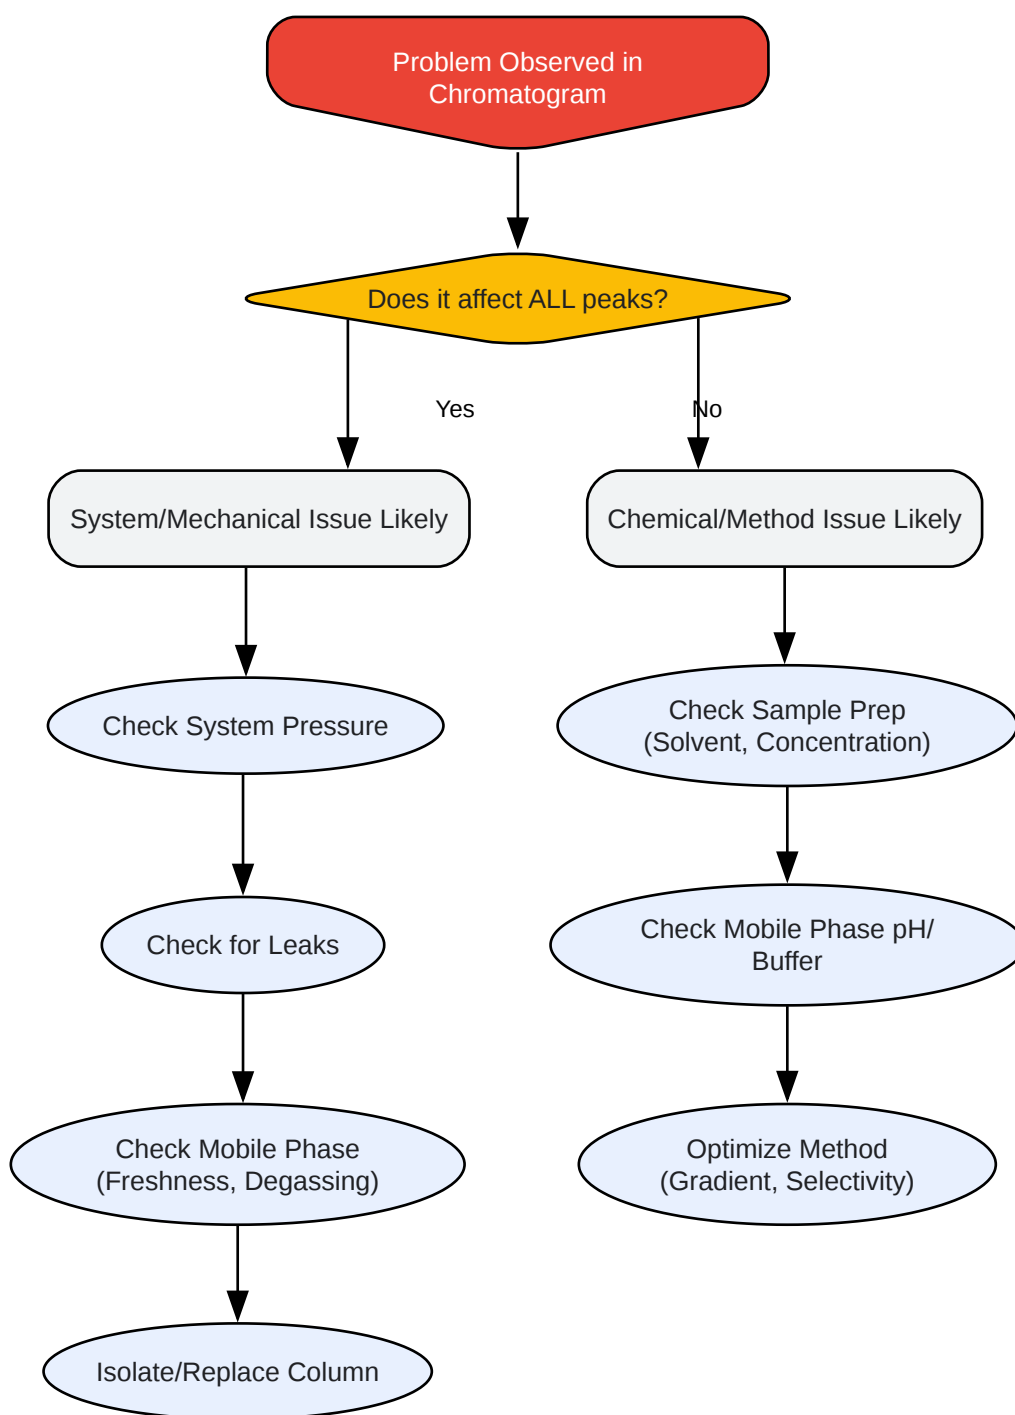 Problem Observed in
Chromatogram
Does it affect ALL peaks?
Yes
No
System/Mechanical Issue Likely
Chemical/Method Issue Likely
Check System Pressure
Check Sample Prep
(Solvent, Concentration)
Check for Leaks
Check Mobile Phase pH/
Buffer
Check Mobile Phase
(Freshness, Degassing)
Optimize Method
(Gradient, Selectivity)
Isolate/Replace Column